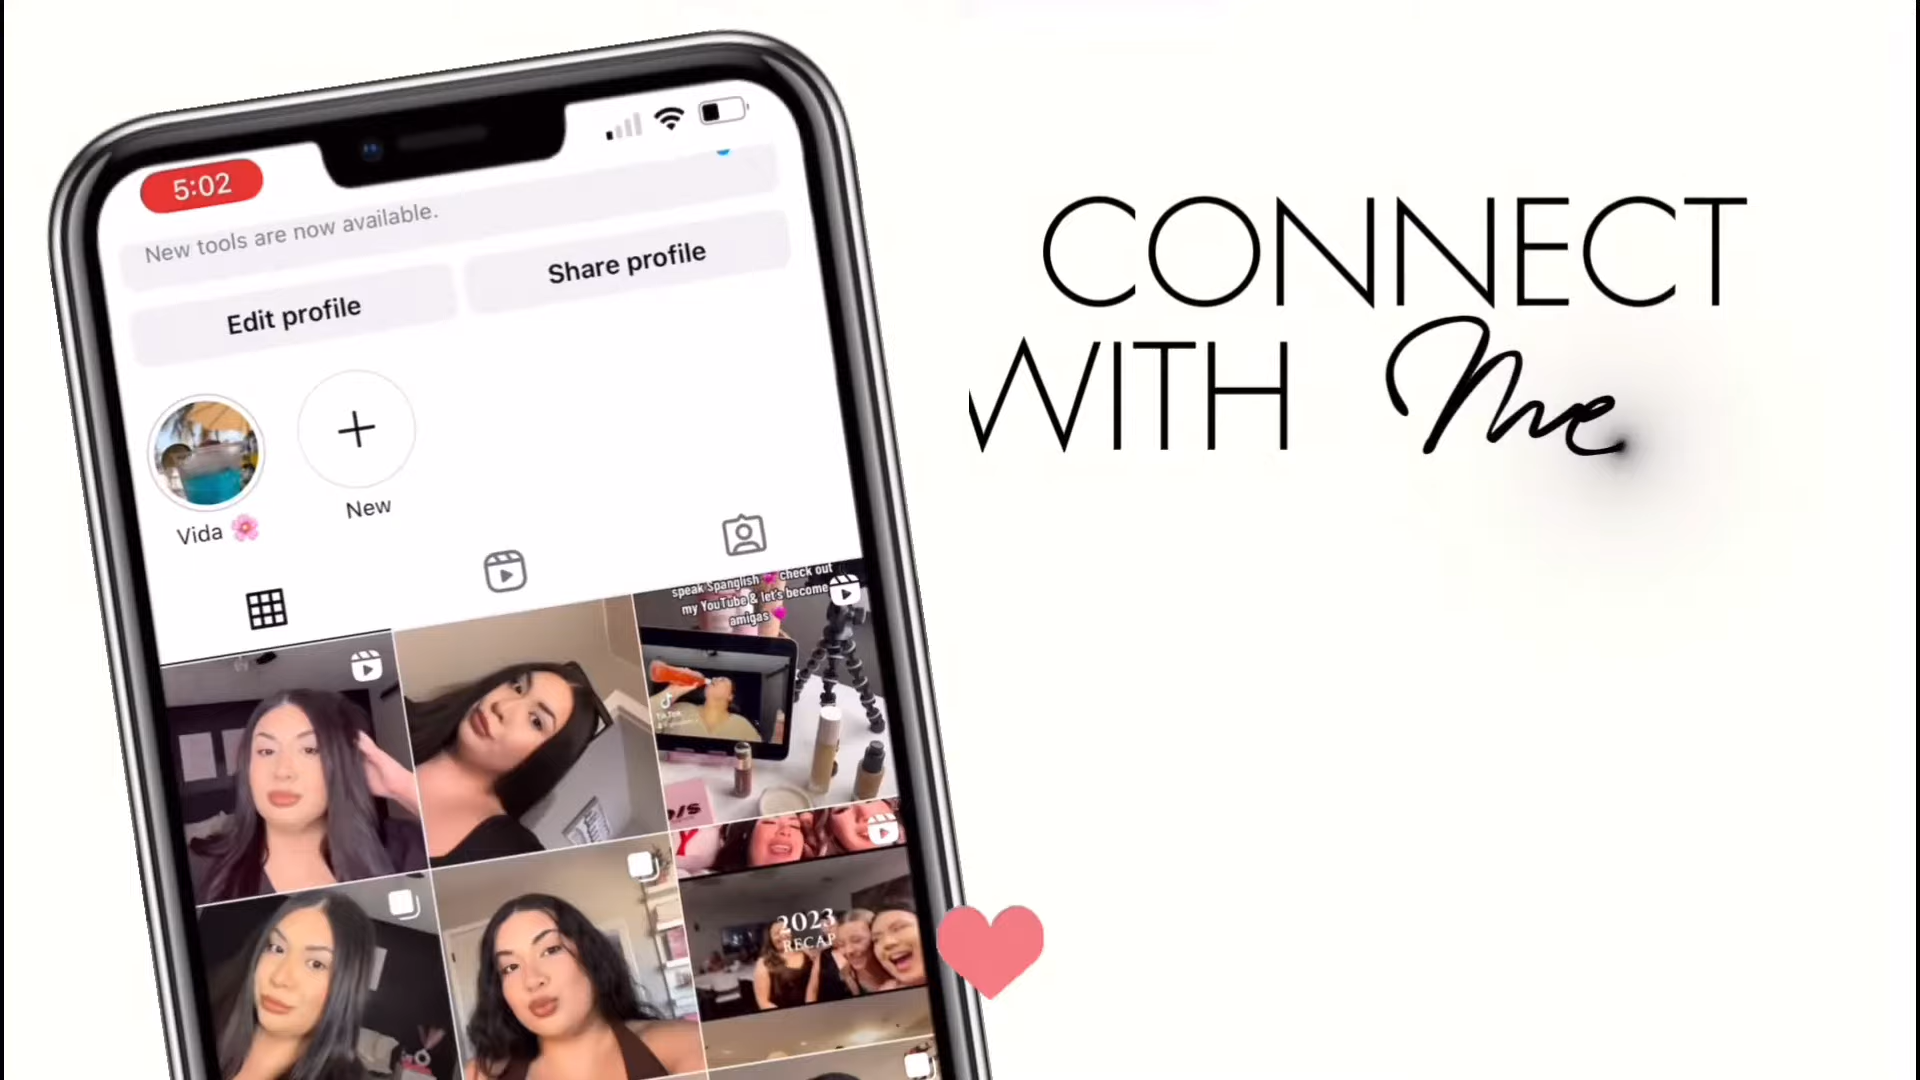 5:02
New tools are now available.
Edit profile
Share profile
Vida 🌸
New
speak Spanglish 💗 check out
my YouTube & let's become
amigas 💗
TikTok
2023
RECAP
CONNECT
WITH Me